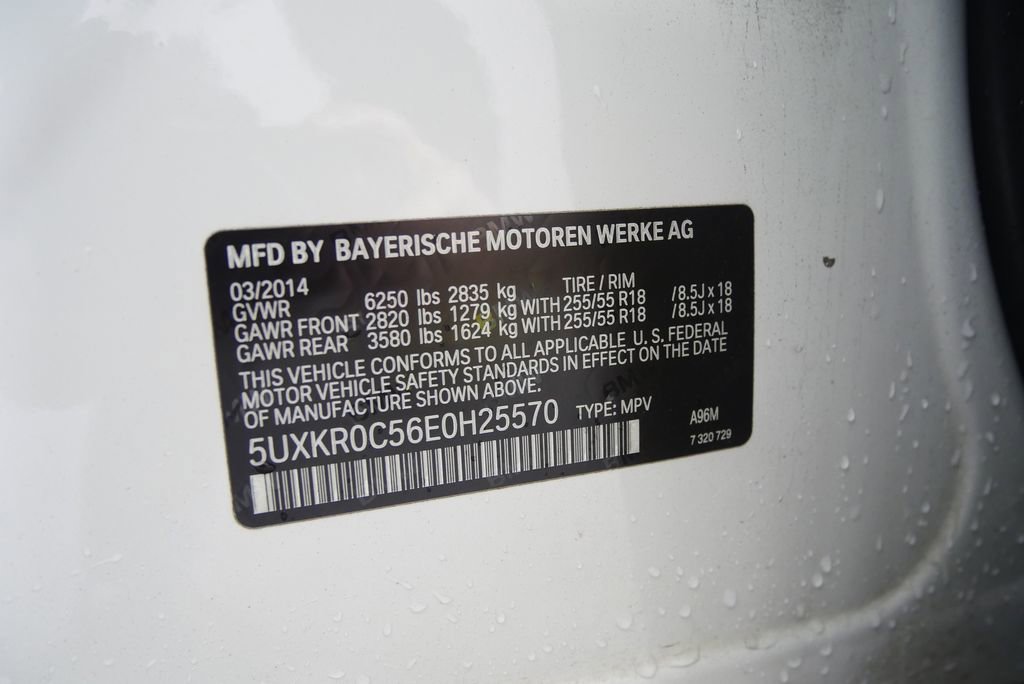 MFD BY BAYERISCHE MOTOREN WERKE AG
03/2014 TIRE / RIM
GVWR 6250 lbs 2835 kg
GAWR FRONT 2820 lbs 1279 kg WITH 255/55 R18 / 8.5J x 18
GAWR REAR 3580 lbs 1624 kg WITH 255/55 R18 / 8.5J x 18
THIS VEHICLE CONFORMS TO ALL APPLICABLE U. S. FEDERAL
MOTOR VEHICLE SAFETY STANDARDS IN EFFECT ON THE DATE
OF MANUFACTURE SHOWN ABOVE.
5UXKR0C56E0H25570 TYPE: MPV A96M
7 320 729